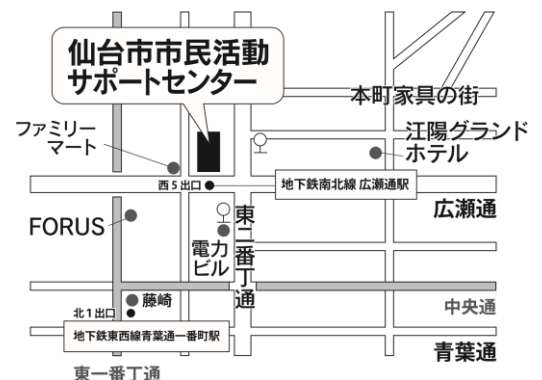 仙台市市民活動
サポートセンター
本町家具の街
ファミリー
マート
江陽グランド
ホテル
西5出口
地下鉄南北線 広瀬通駅
広瀬通
FORUS
東二番丁通
電力
ビル
藤崎
中央通
北1出口
地下鉄東西線青葉通一番町駅
青葉通
東一番丁通